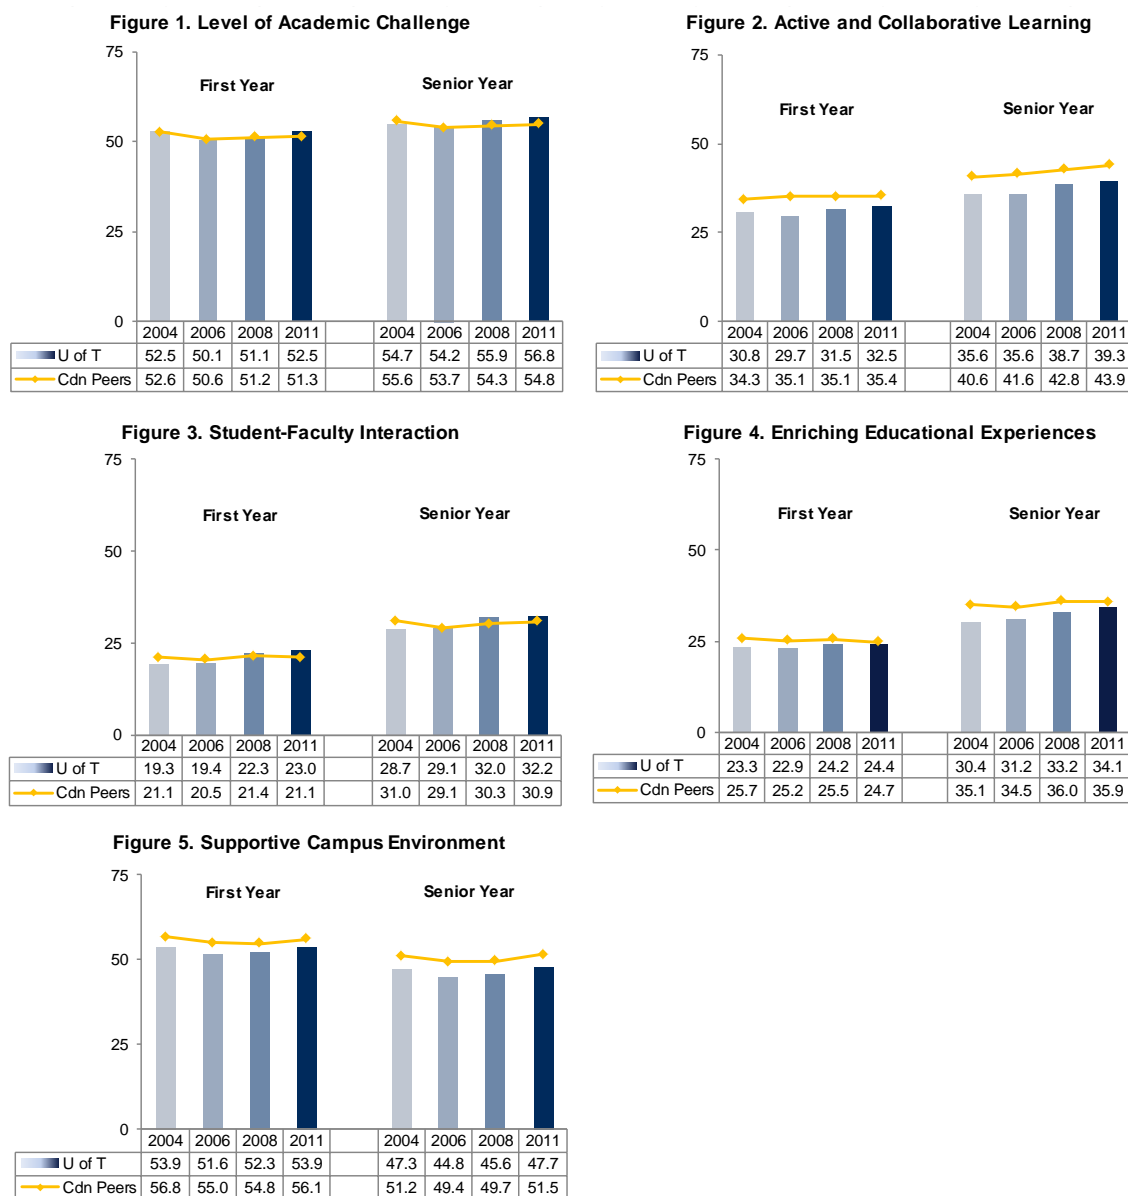 Figure 1. Level of Academic Challenge
75
50
25
0
First Year
Senior Year
2004 2006 2008 2011 2004 2006 2008 2011
U of T 52.5 50.1 51.1 52.5 54.7 54.2 55.9 56.8
Cdn Peers 52.6 50.6 51.2 51.3 55.6 53.7 54.3 54.8
Figure 2. Active and Collaborative Learning
75
50
25
0
First Year
Senior Year
2004 2006 2008 2011 2004 2006 2008 2011
U of T 30.8 29.7 31.5 32.5 35.6 35.6 38.7 39.3
Cdn Peers 34.3 35.1 35.1 35.4 40.6 41.6 42.8 43.9
Figure 3. Student-Faculty Interaction
75
50
25
0
First Year
Senior Year
2004 2006 2008 2011 2004 2006 2008 2011
U of T 19.3 19.4 22.3 23.0 28.7 29.1 32.0 32.2
Cdn Peers 21.1 20.5 21.4 21.1 31.0 29.1 30.3 30.9
Figure 4. Enriching Educational Experiences
75
50
25
0
First Year
Senior Year
2004 2006 2008 2011 2004 2006 2008 2011
U of T 23.3 22.9 24.2 24.4 30.4 31.2 33.2 34.1
Cdn Peers 25.7 25.2 25.5 24.7 35.1 34.5 36.0 35.9
Figure 5. Supportive Campus Environment
75
50
25
0
First Year
Senior Year
2004 2006 2008 2011 2004 2006 2008 2011
U of T 53.9 51.6 52.3 53.9 47.3 44.8 45.6 47.7
Cdn Peers 56.8 55.0 54.8 56.1 51.2 49.4 49.7 51.5